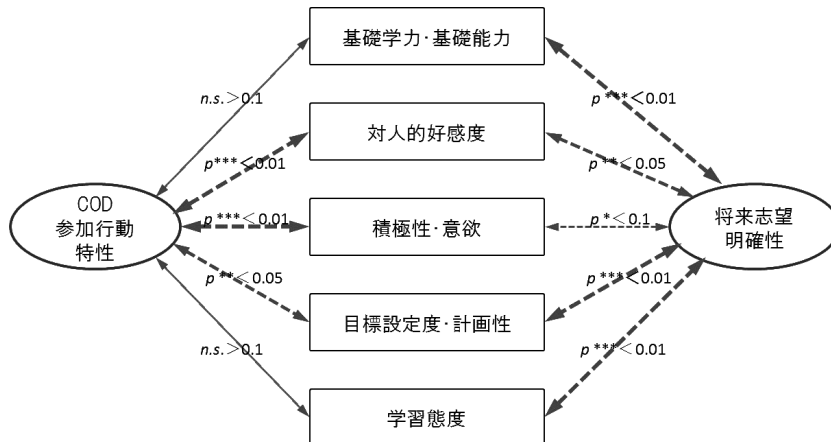 基礎学力・基礎能力
n.s.＞0.1
p ***＜0.01
対人的好感度
p***＜0.01
p **＜0.05
COD
参加行動
特性
p ***＜0.01
積極性・意欲
p *＜0.1
将来志望
明確性
p **＜0.05
p ***＜0.01
目標設定度・計画性
n.s.＞0.1
p ***＜0.01
学習態度